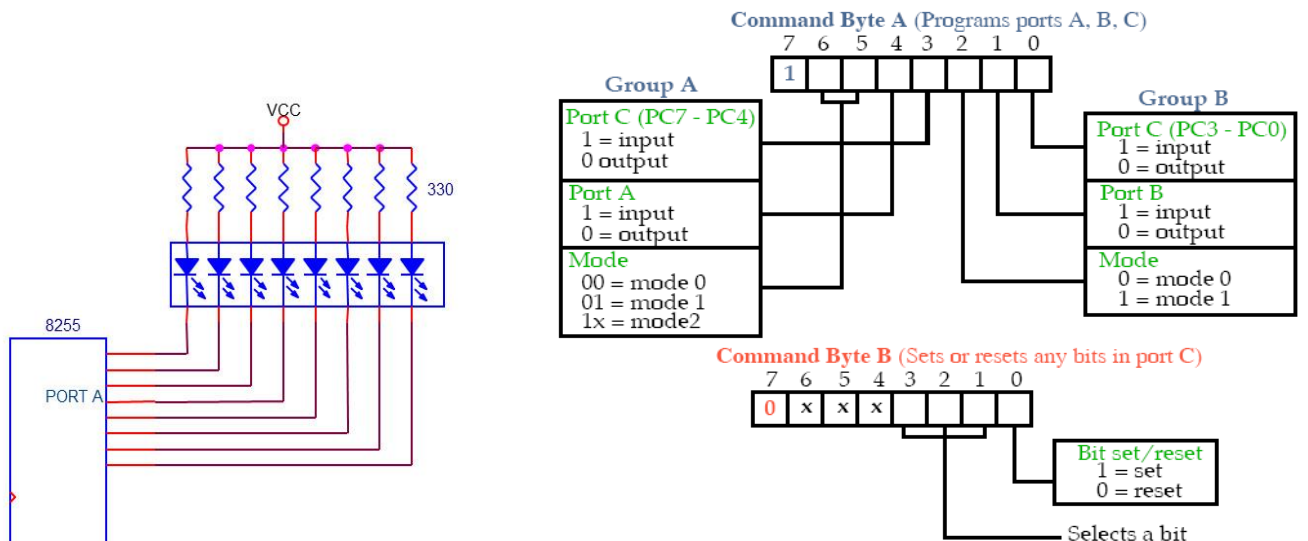 VCC
330
8255
PORT A
Command Byte A (Programs ports A, B, C)
7 6 5 4 3 2 1 0
1
Group A
Port C (PC7 - PC4)
1 = input
0 output
Port A
1 = input
0 = output
Mode
00 = mode 0
01 = mode 1
1x = mode2
Group B
Port C (PC3 - PC0)
1 = input
0 = output
Port B
1 = input
0 = output
Mode
0 = mode 0
1 = mode 1
Command Byte B (Sets or resets any bits in port C)
7 6 5 4 3 2 1 0
0 x x x
Bit set/reset
1 = set
0 = reset
Selects a bit